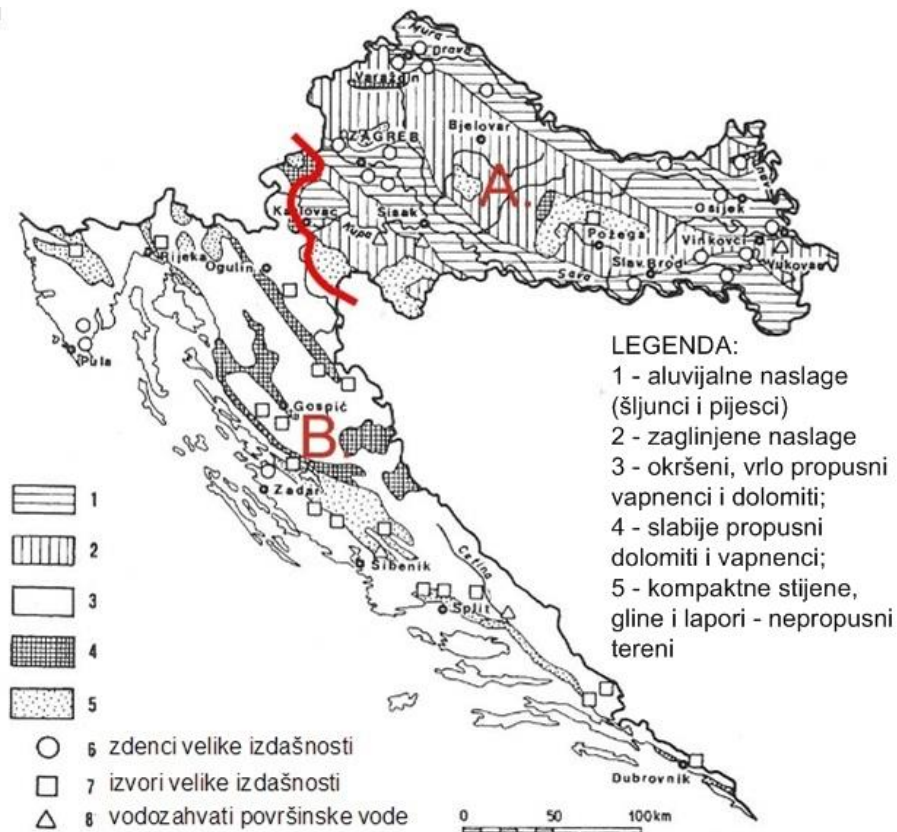 Mura
Drava
Varaždin
Bjelovar
ZAGREB
A.
Osijek
Karlovac
Sisak
Kupa
Požega
Vinkovci
Vukovar
Slav. Brod
Sava
Rijeka
Ogulin
Pula
Gospić
B.
Zadar
Šibenik
Cetina
Split
Dubrovnik
LEGENDA:
1 - aluvijalne naslage
(šljunci i pijesci)
2 - zaglinjene naslage
3 - okršeni, vrlo propusni
vapnenci i dolomiti;
4 - slabije propusni
dolomiti i vapnenci;
5 - kompaktne stijene,
gline i lapori - nepropusni
tereni
1
2
3
4
5
6 zdenci velike izdašnosti
7 izvori velike izdašnosti
8 vodozahvati površinske vode
0 50 100 km